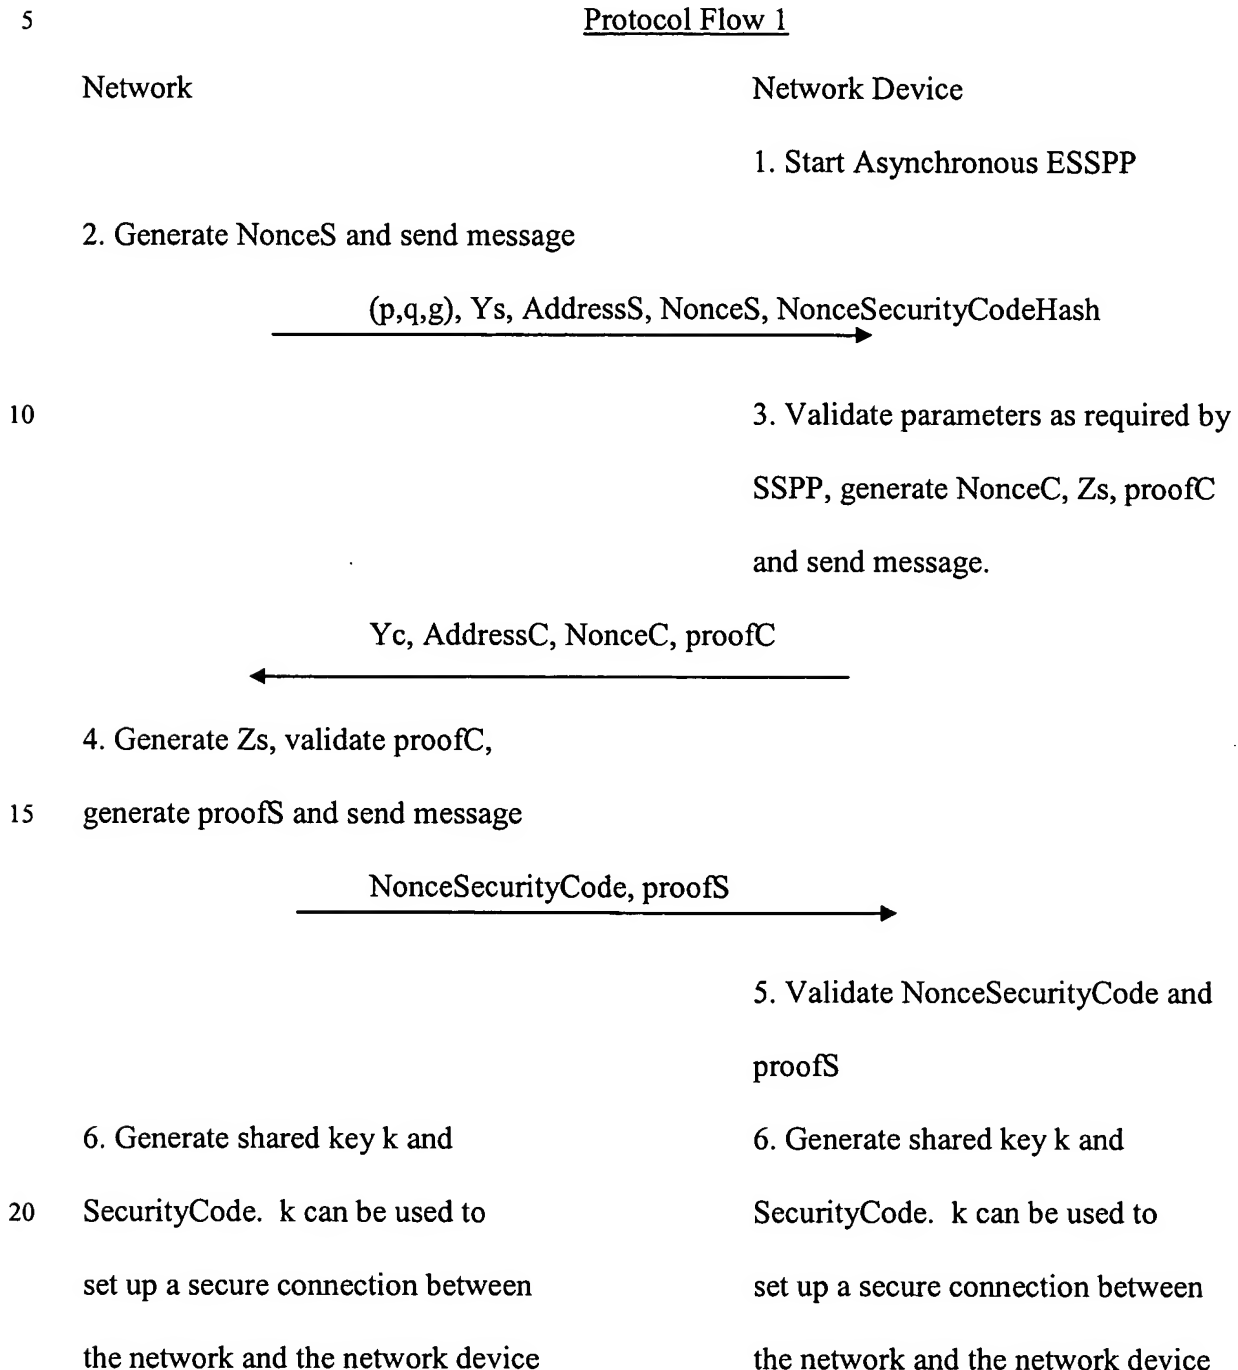 5 Protocol Flow 1
Network Network Device
1. Start Asynchronous ESSPP
2. Generate NonceS and send message
(p,q,g), Ys, AddressS, NonceS, NonceSecurityCodeHash
10 3. Validate parameters as required by
SSPP, generate NonceC, Zs, proofC
and send message.
Yc, AddressC, NonceC, proofC
4. Generate Zs, validate proofC,
15 generate proofS and send message
NonceSecurityCode, proofS
5. Validate NonceSecurityCode and
proofS
6. Generate shared key k and 6. Generate shared key k and
20 SecurityCode. k can be used to SecurityCode. k can be used to
set up a secure connection between set up a secure connection between
the network and the network device the network and the network device